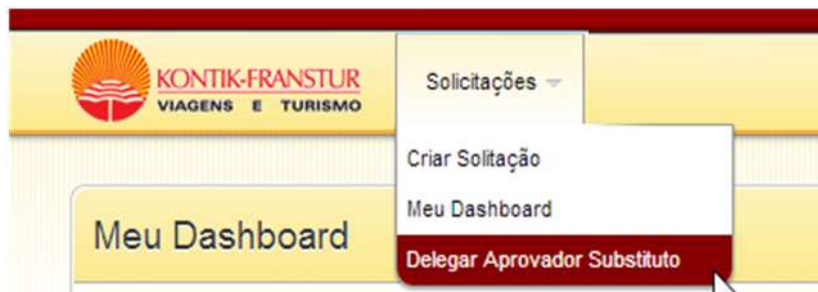 KONTIK-FRANSTUR
VIAGENS E TURISMO
Solicitações
Criar Solitação
Meu Dashboard
Delegar Aprovador Substituto
Meu Dashboard